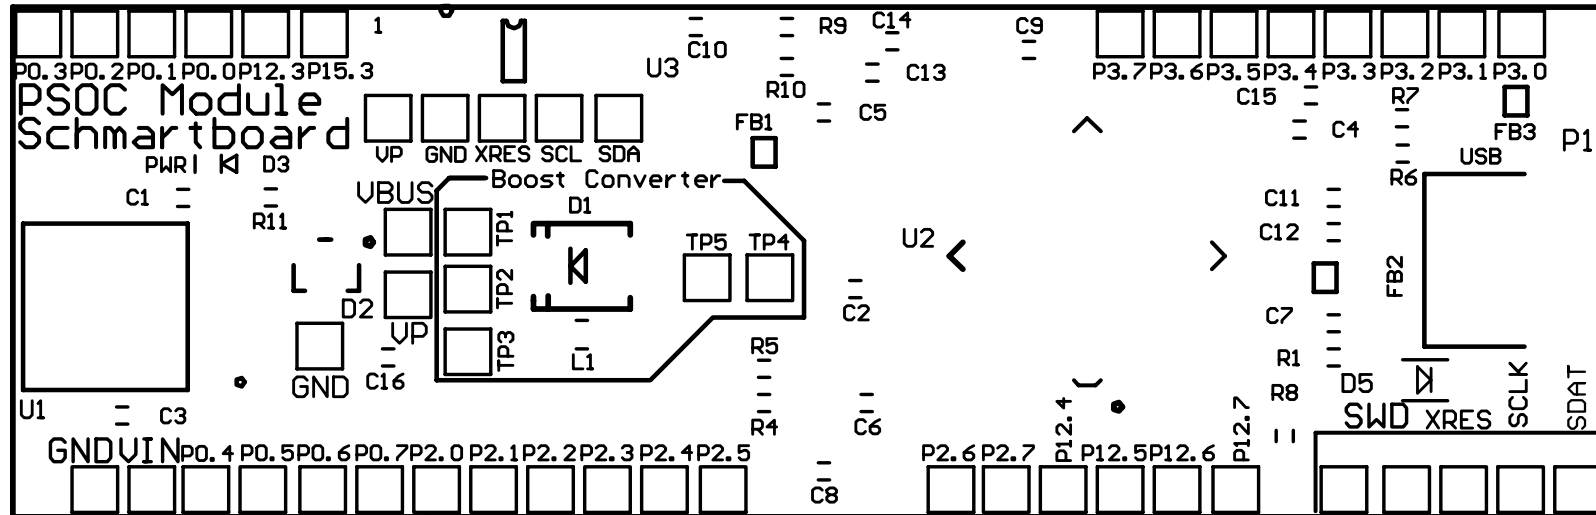 1 R9 C14 C9
C10
P0.3 P0.2 P0.1 P0.0 P12.3 P15.3 U3 C13 P3.7 P3.6 P3.5 P3.4 P3.3 P3.2 P3.1 P3.0
PSOC Module R10 C15 R7
Schmartboard FB1 C5 C4 FB3 P1
PWR D3 VP GND XRES SCL SDA USB
Boost Converter R6
C1 R11 VBUS TP1 D1 C11
TP5 TP4 U2 C12
D2 TP2 C2 FB2
VP TP3 C7
L1 R5 R1
GND C16 D5 SCLK SDAT
U1 C3 R4 C6 P12.4 P12.7 R8 SWD XRES
GND VIN P0.4 P0.5 P0.6 P0.7 P2.0 P2.1 P2.2 P2.3 P2.4 P2.5 P2.6 P2.7 P12.5 P12.6
C8